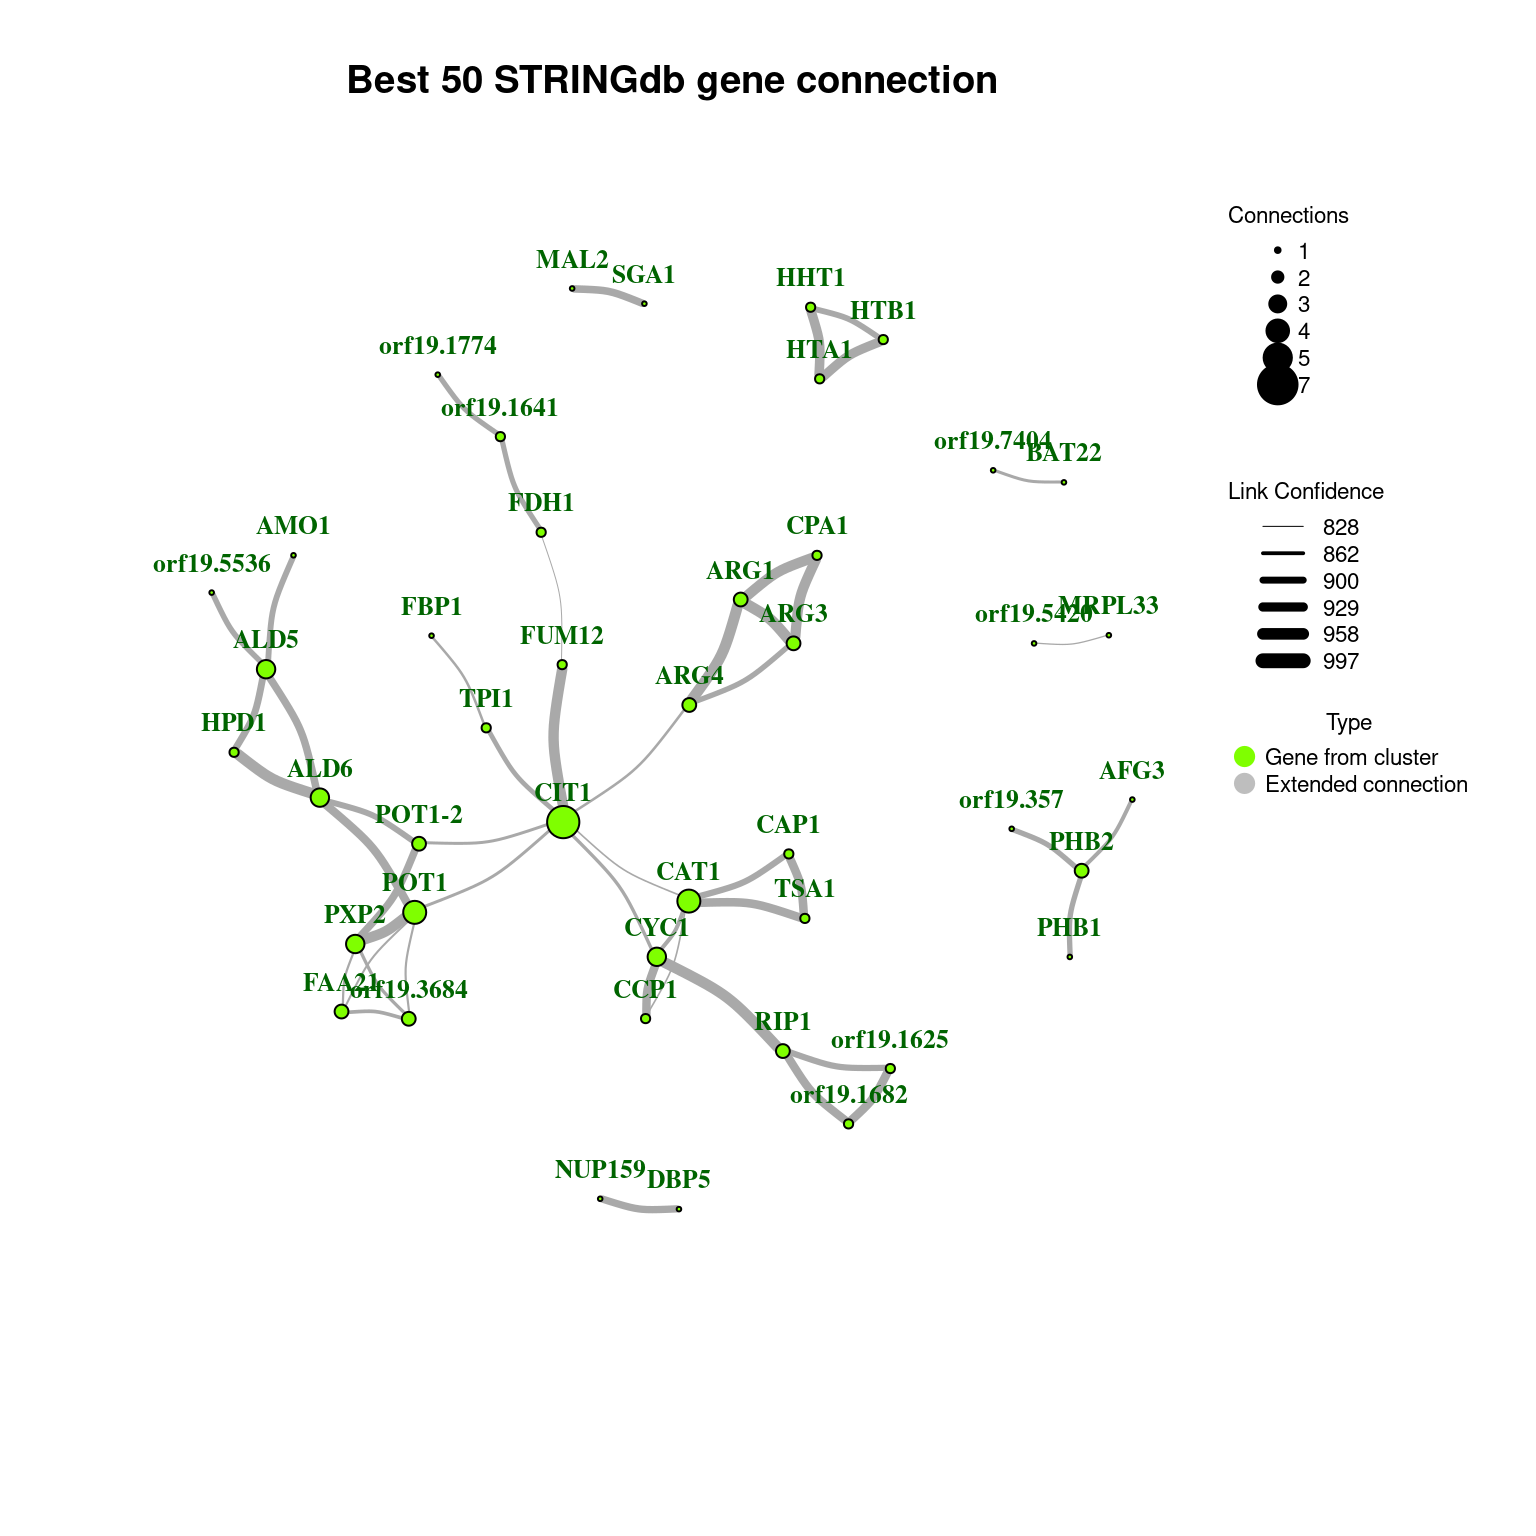 Best 50 STRINGdb gene connection
Connections
1
2
3
4
5
7
Link Confidence
828
862
900
929
958
997
Type
Gene from cluster
Extended connection
MAL2
SGA1
HHT1
HTB1
HTA1
orf19.1774
orf19.1641
orf19.7404
BAT22
FDH1
AMO1
CPA1
orf19.5536
ARG1
FBP1
ARG3
orf19.5420
MRPL33
ALD5
FUM12
ARG4
TPI1
HPD1
ALD6
CIT1
AFG3
orf19.357
POT1-2
CAP1
PHB2
POT1
CAT1
TSA1
PXP2
CYC1
PHB1
FAA21
orf19.3684
CCP1
RIP1
orf19.1625
orf19.1682
NUP159
DBP5